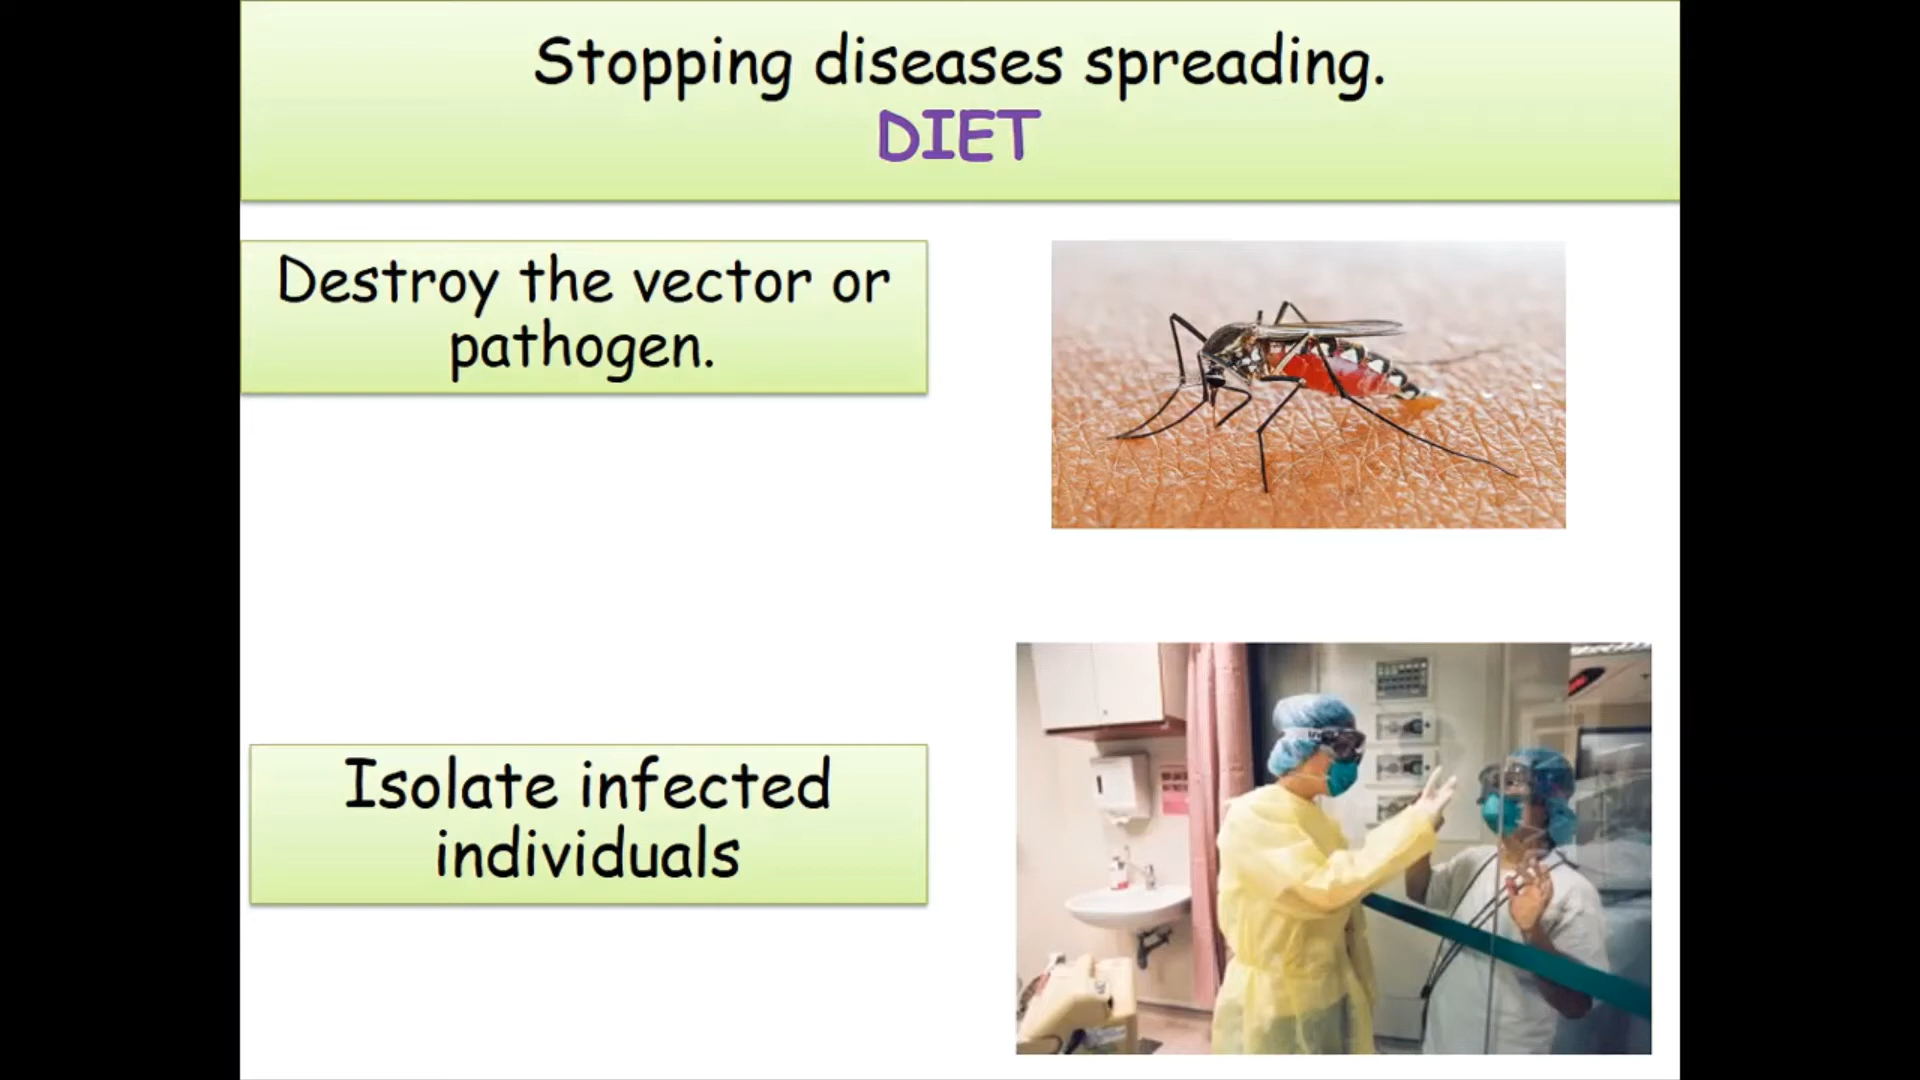 Stopping diseases spreading.
DIET
Destroy the vector or
pathogen.
Isolate infected
individuals